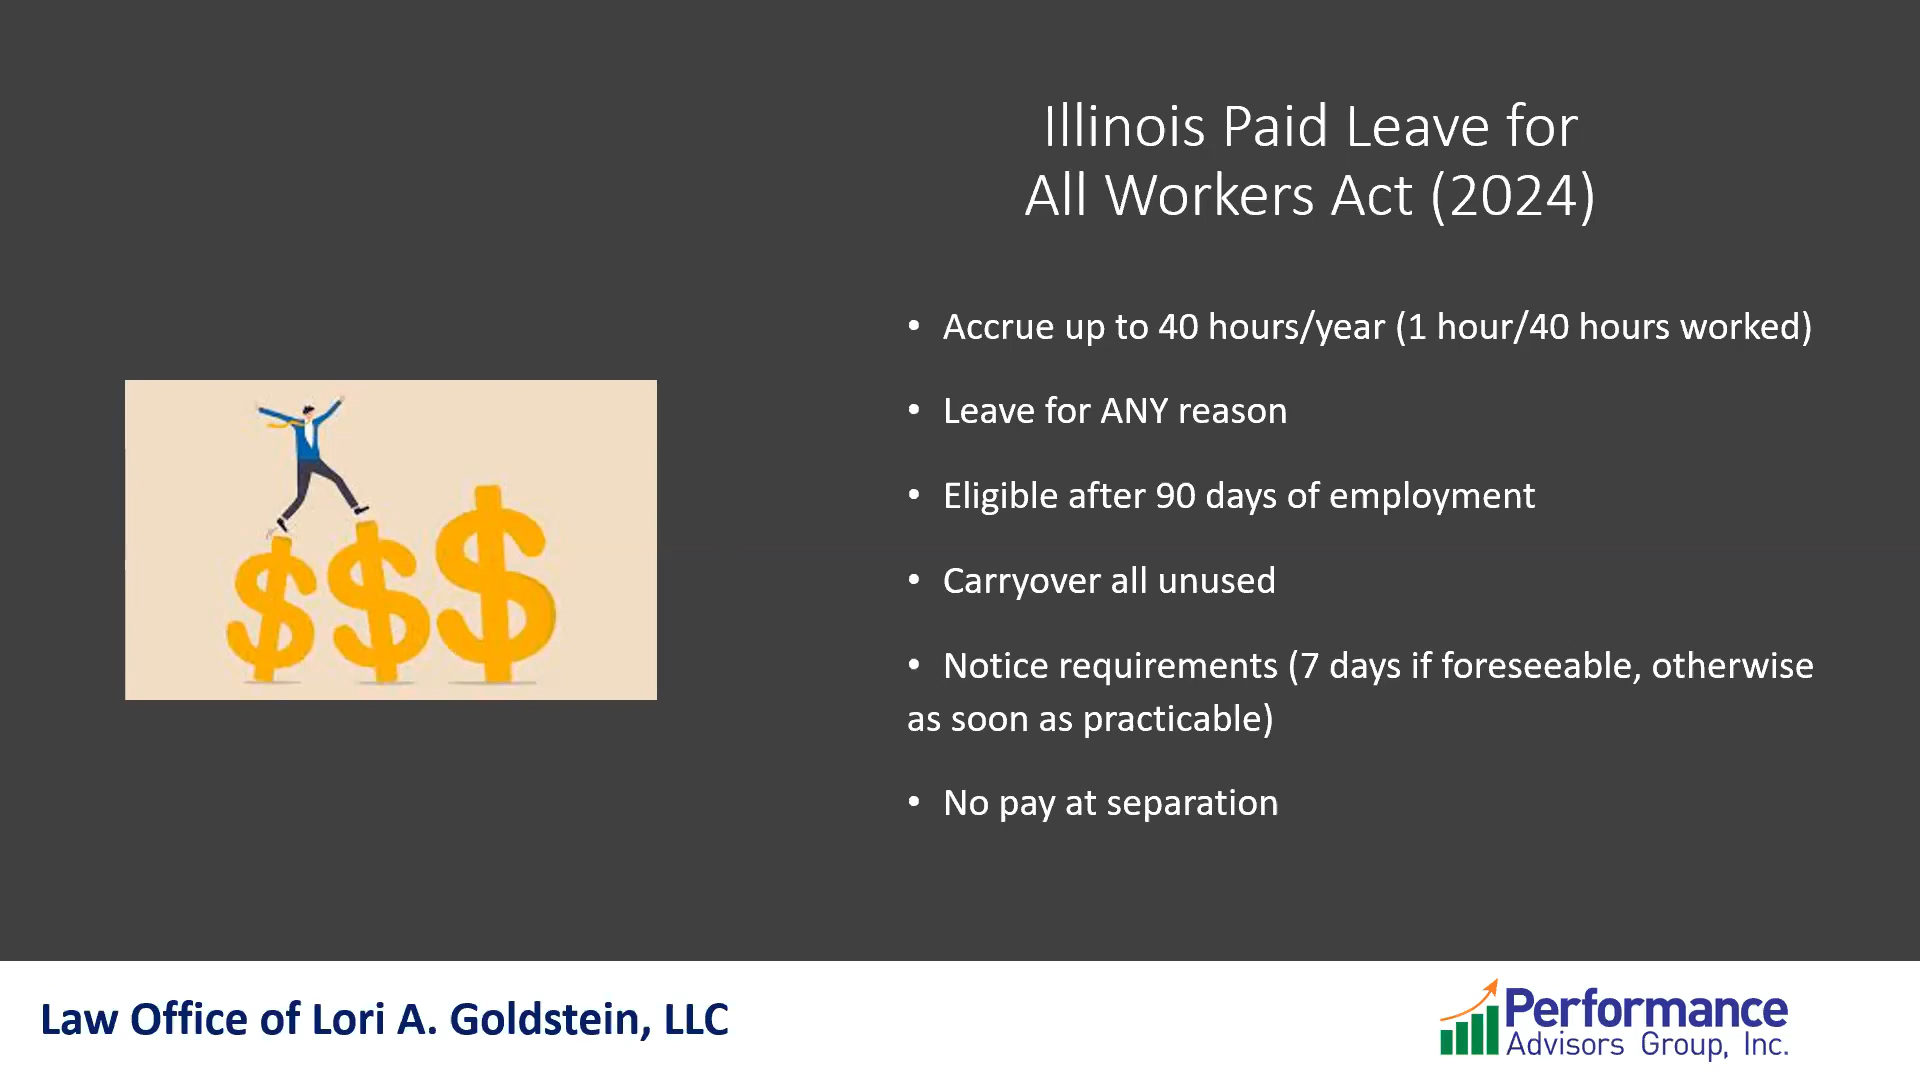 Illinois Paid Leave for
All Workers Act (2024)
• Accrue up to 40 hours/year (1 hour/40 hours worked)
• Leave for ANY reason
• Eligible after 90 days of employment
• Carryover all unused
• Notice requirements (7 days if foreseeable, otherwise
as soon as practicable)
• No pay at separation
$ $ $
Law Office of Lori A. Goldstein, LLC
Performance
Advisors Group, Inc.